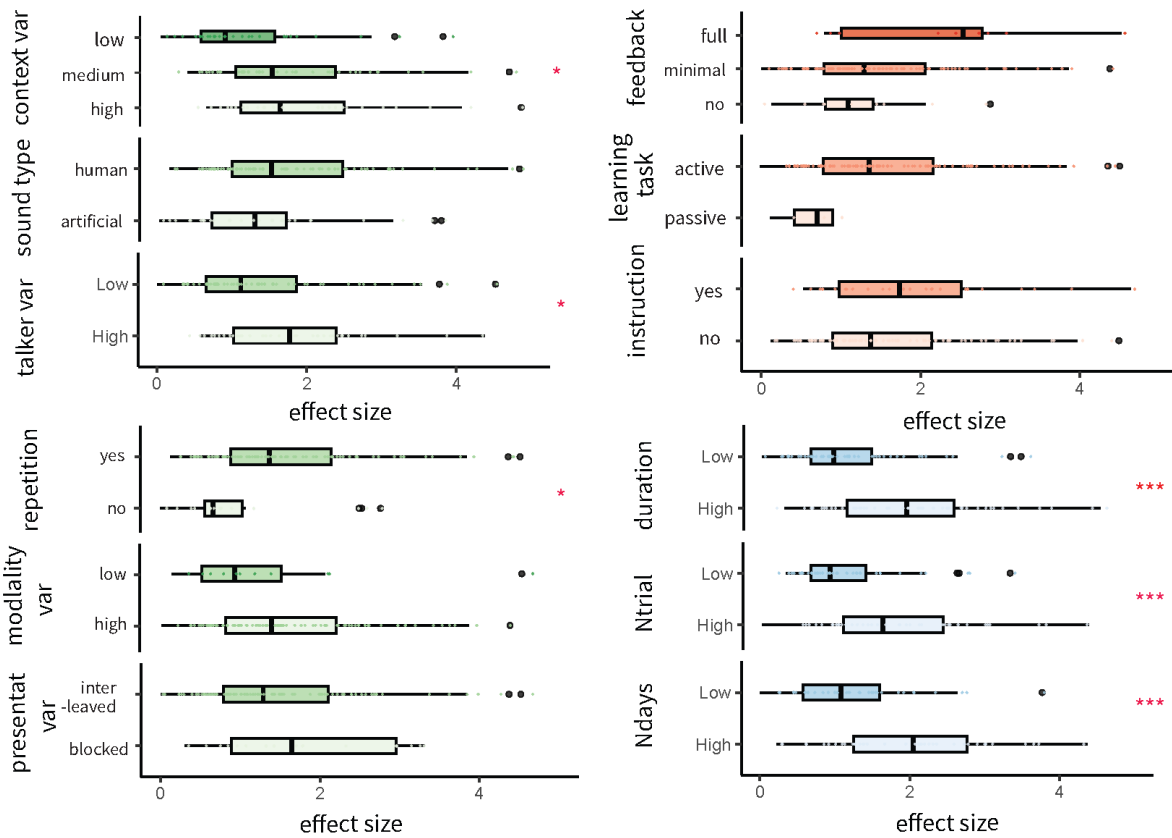 context var
low
medium
high
*
sound type
human
artificial
talker var
Low
High
*
0
2
4
effect size
feedback
full
minimal
no
learning
task
active
passive
instruction
yes
no
0
2
4
effect size
repetition
yes
no
*
modlality
var
low
high
presentat
var
inter
-leaved
blocked
0
2
4
effect size
duration
Low
High
***
Ntrial
Low
High
***
Ndays
Low
High
***
0
2
4
effect size